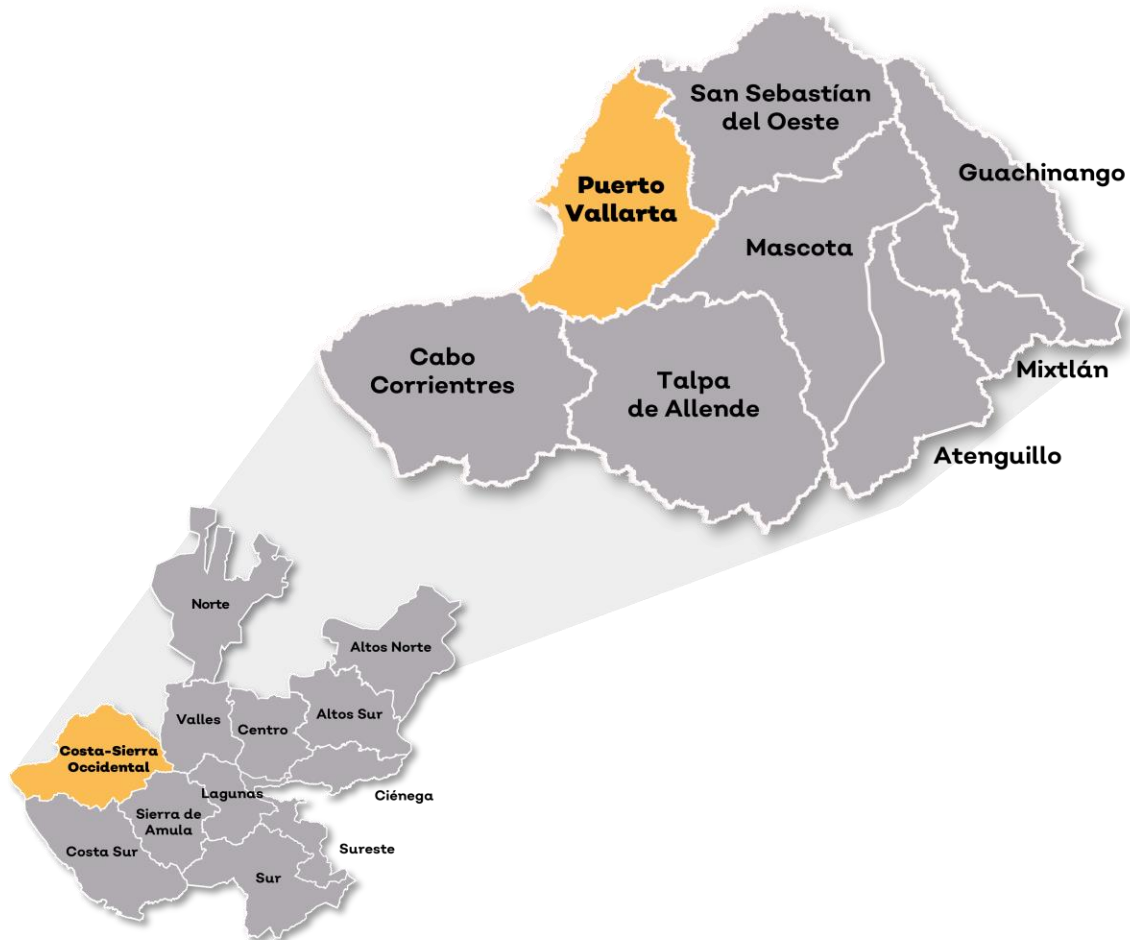 San Sebastían
del Oeste
Guachinango
Puerto
Vallarta
Mascota
Cabo
Corrientres
Talpa
de Allende
Mixtlán
Atenguillo
Norte
Altos Norte
Valles
Centro
Altos Sur
Costa-Sierra
Occidental
Lagunas
Ciénega
Sierra de
Amula
Costa Sur
Sureste
Sur